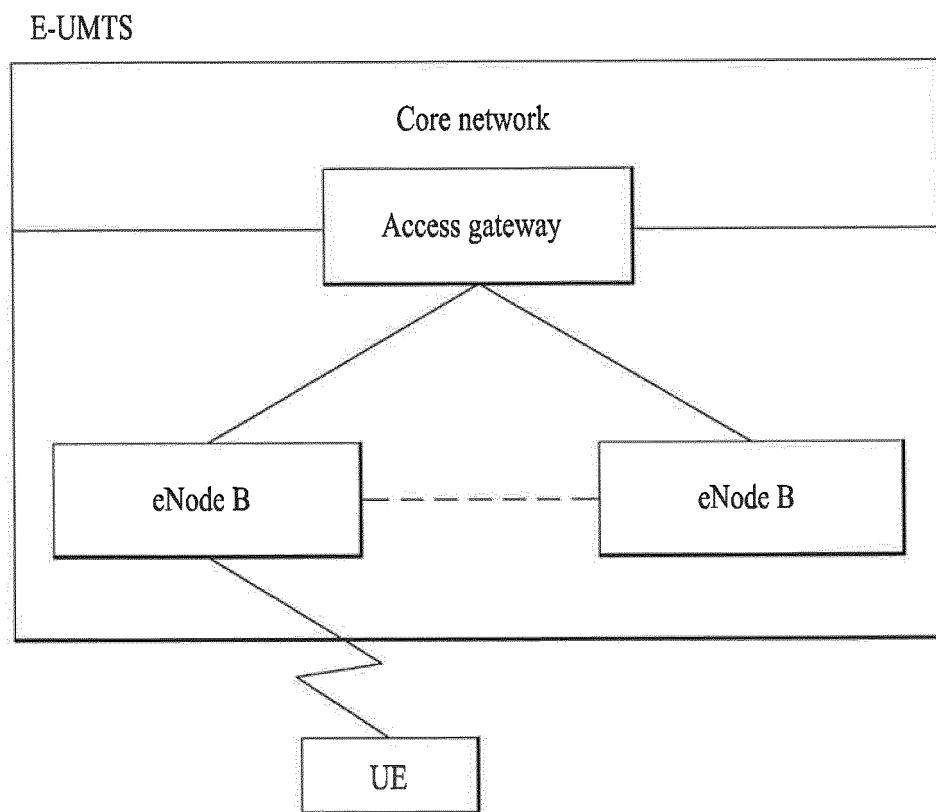 E-UMTS
Core network
Access gateway
eNode B
eNode B
UE